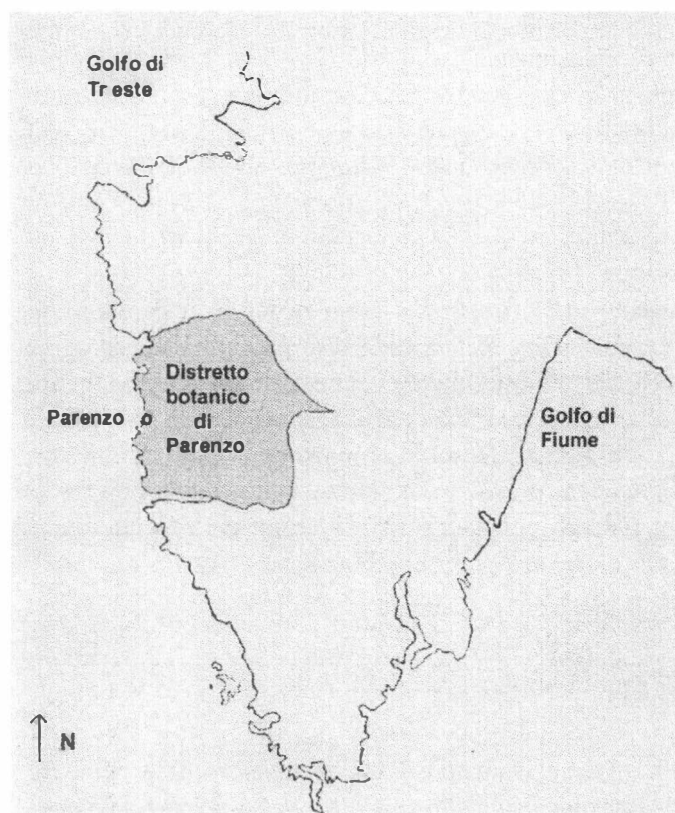 Golfo di
Tr este
Distretto
botanico
di
Parenzo
Parenzo
Golfo di
Fiume
N